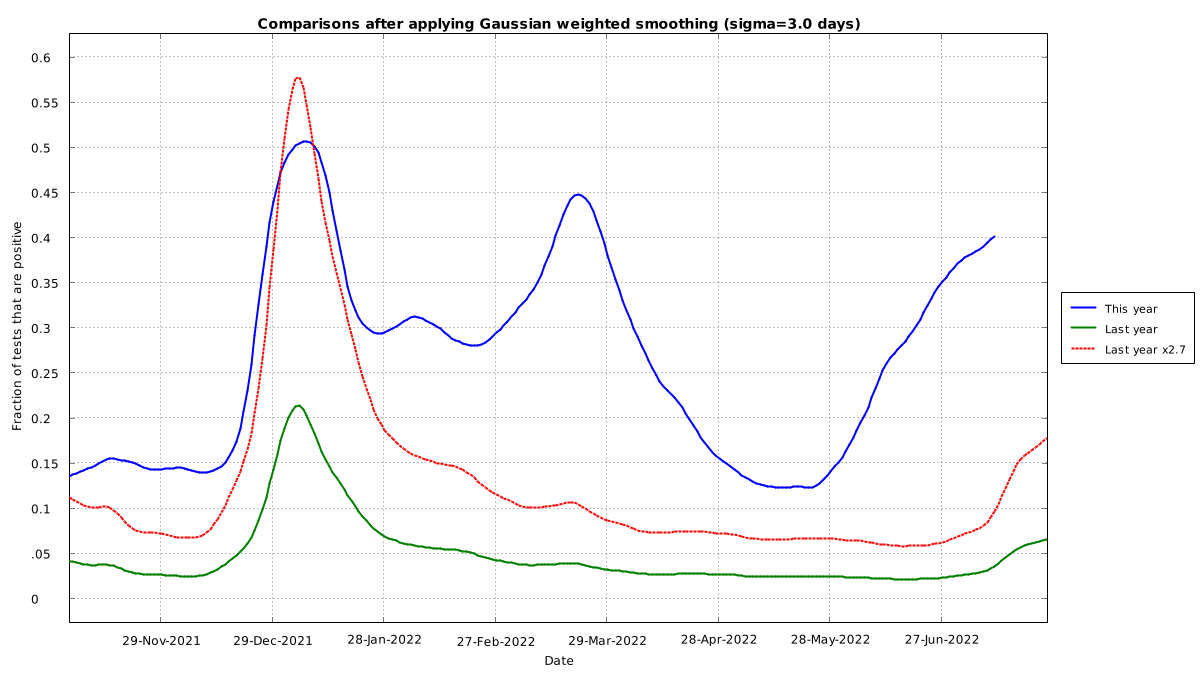 Comparisons after applying Gaussian weighted smoothing (sigma=3.0 days)
0.6
0.55
0.5
0.45
0.4
0.35
0.3
0.25
0.2
0.15
0.1
.05
0
Fraction of tests that are positive
29-Nov-2021 29-Dec-2021 28-Jan-2022 27-Feb-2022 29-Mar-2022 28-Apr-2022 28-May-2022 27-Jun-2022
Date
This year
Last year
Last year x2.7